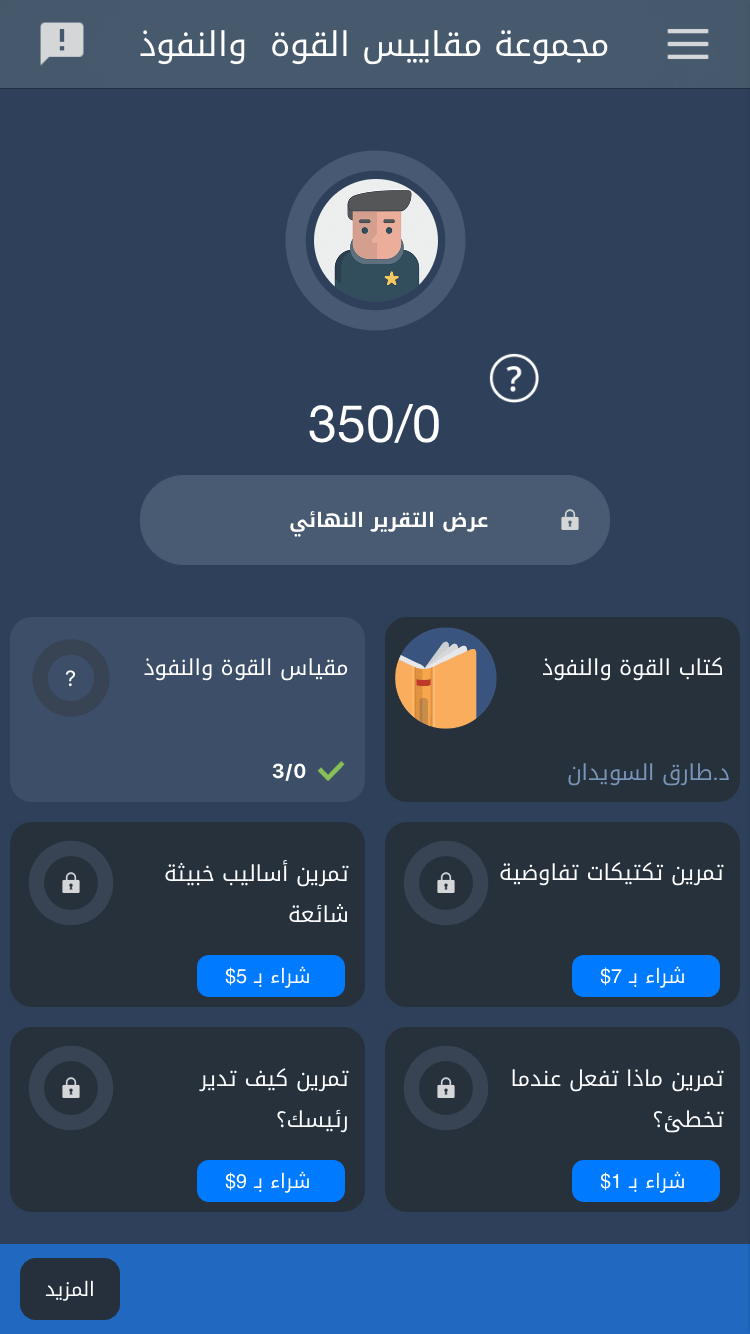 مجموعة مقاييس القوة والنفوذ
?
350/0
عرض التقرير النهائي
كتاب القوة والنفوذ
د.طارق السويدان
مقياس القوة والنفوذ
?
3/0
تمرين تكتيكات تفاوضية
شراء بـ 7$
تمرين أساليب خبيثة
شائعة
شراء بـ 5$
تمرين ماذا تفعل عندما
تخطئ؟
شراء بـ 1$
تمرين كيف تدير
رئيسك؟
شراء بـ 9$
المزيد